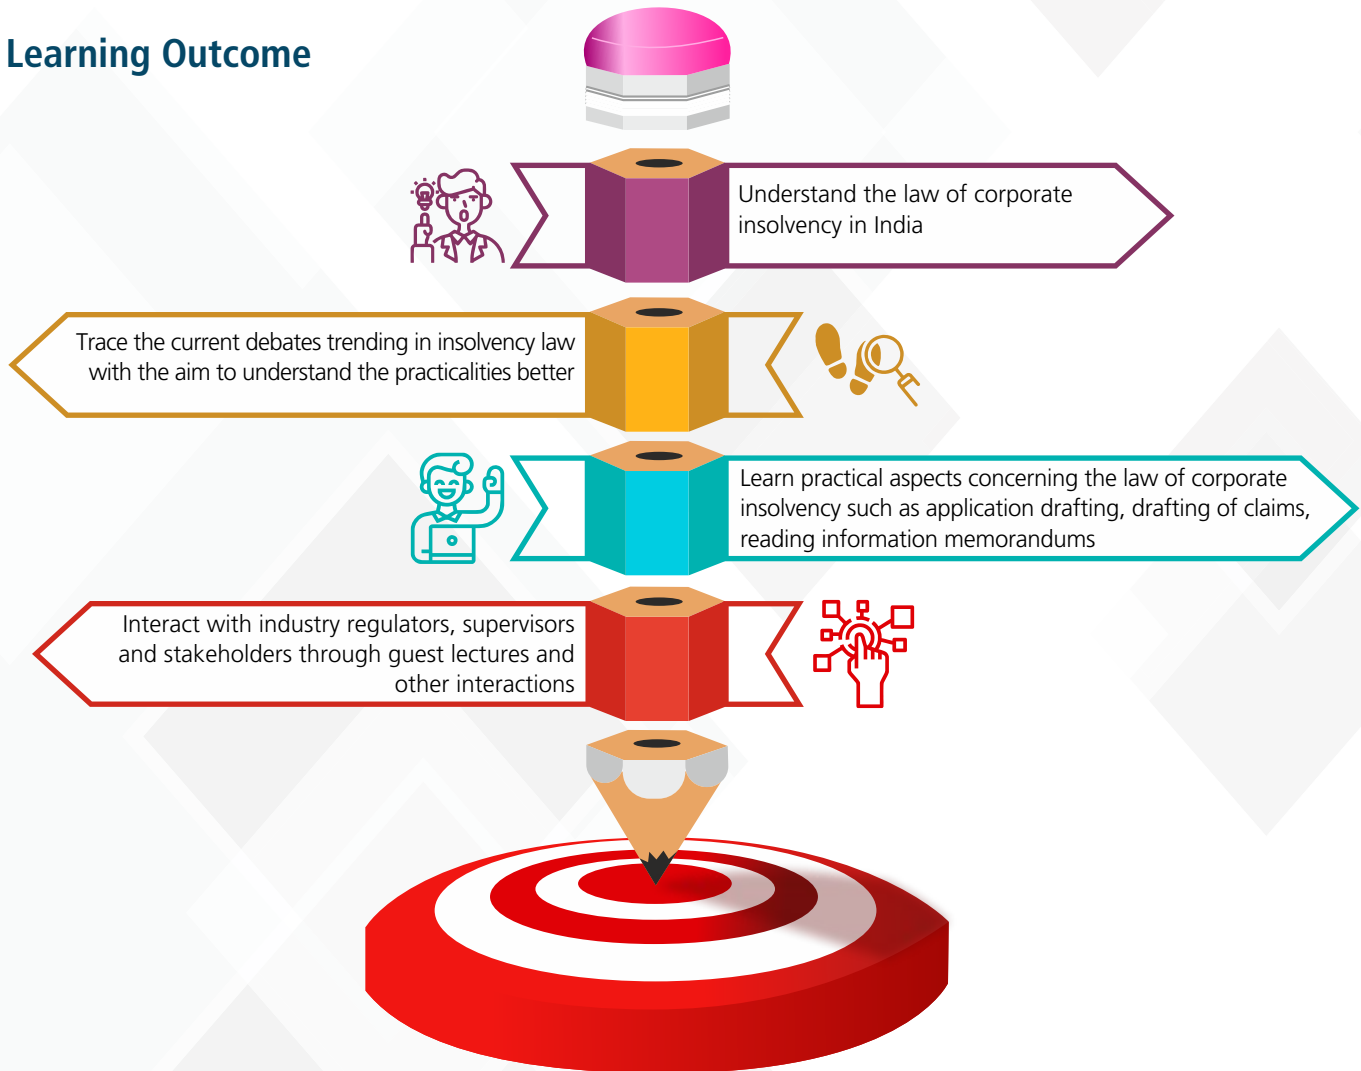 Learning Outcome
Understand the law of corporate
insolvency in India
Trace the current debates trending in insolvency law
with the aim to understand the practicalities better
Learn practical aspects concerning the law of corporate
insolvency such as application drafting, drafting of claims,
reading information memorandums
Interact with industry regulators, supervisors
and stakeholders through guest lectures and
other interactions